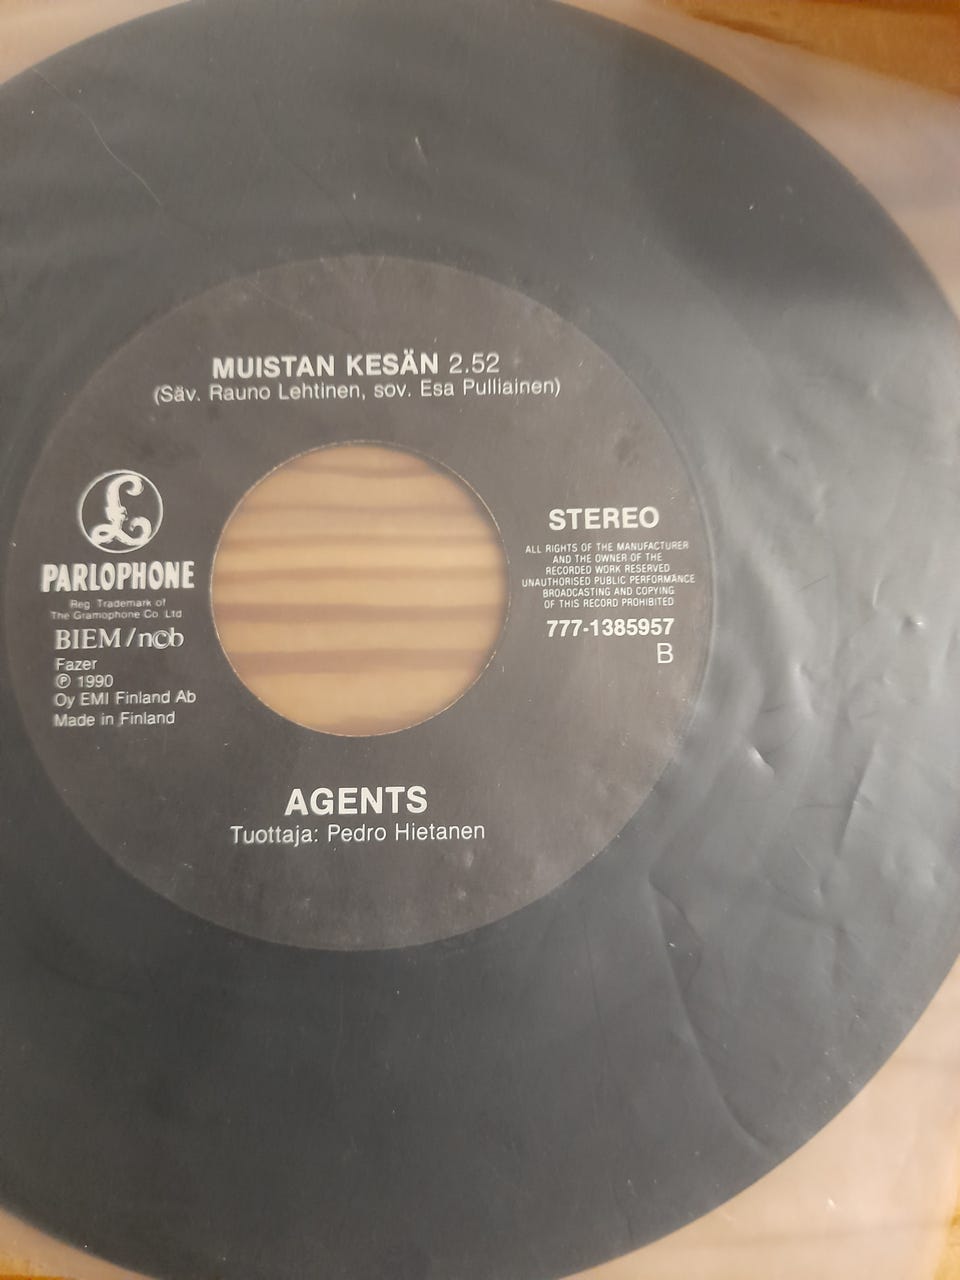 MUISTAN KESÄN 2.52
(Säv. Rauno Lehtinen, sov. Esa Pulliainen)
£
PARLOPHONE
Reg. Trademark of
The Gramophone Co. Ltd
BIEM/n©b
Fazer
℗ 1990
Oy EMI Finland Ab
Made in Finland
STEREO
ALL RIGHTS OF THE MANUFACTURER
AND THE OWNER OF THE
RECORDED WORK RESERVED
UNAUTHORISED PUBLIC PERFORMANCE
BROADCASTING AND COPYING
OF THIS RECORD PROHIBITED
777-1385957
B
AGENTS
Tuottaja: Pedro Hietanen